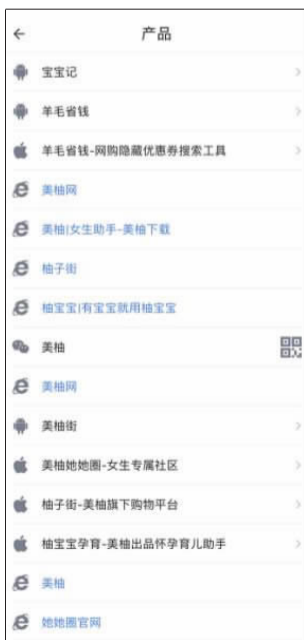 产品
宝宝记
羊毛省钱
羊毛省钱-网购隐藏优惠券搜索工具
美柚网
美柚|女生助手-美柚下载
柚子街
柚宝宝|有宝宝就用柚宝宝
美柚
美柚网
美柚街
美柚她她圈-女生专属社区
柚子街-美柚旗下购物平台
柚宝宝孕育-美柚出品怀孕育儿助手
美柚
她她圈官网